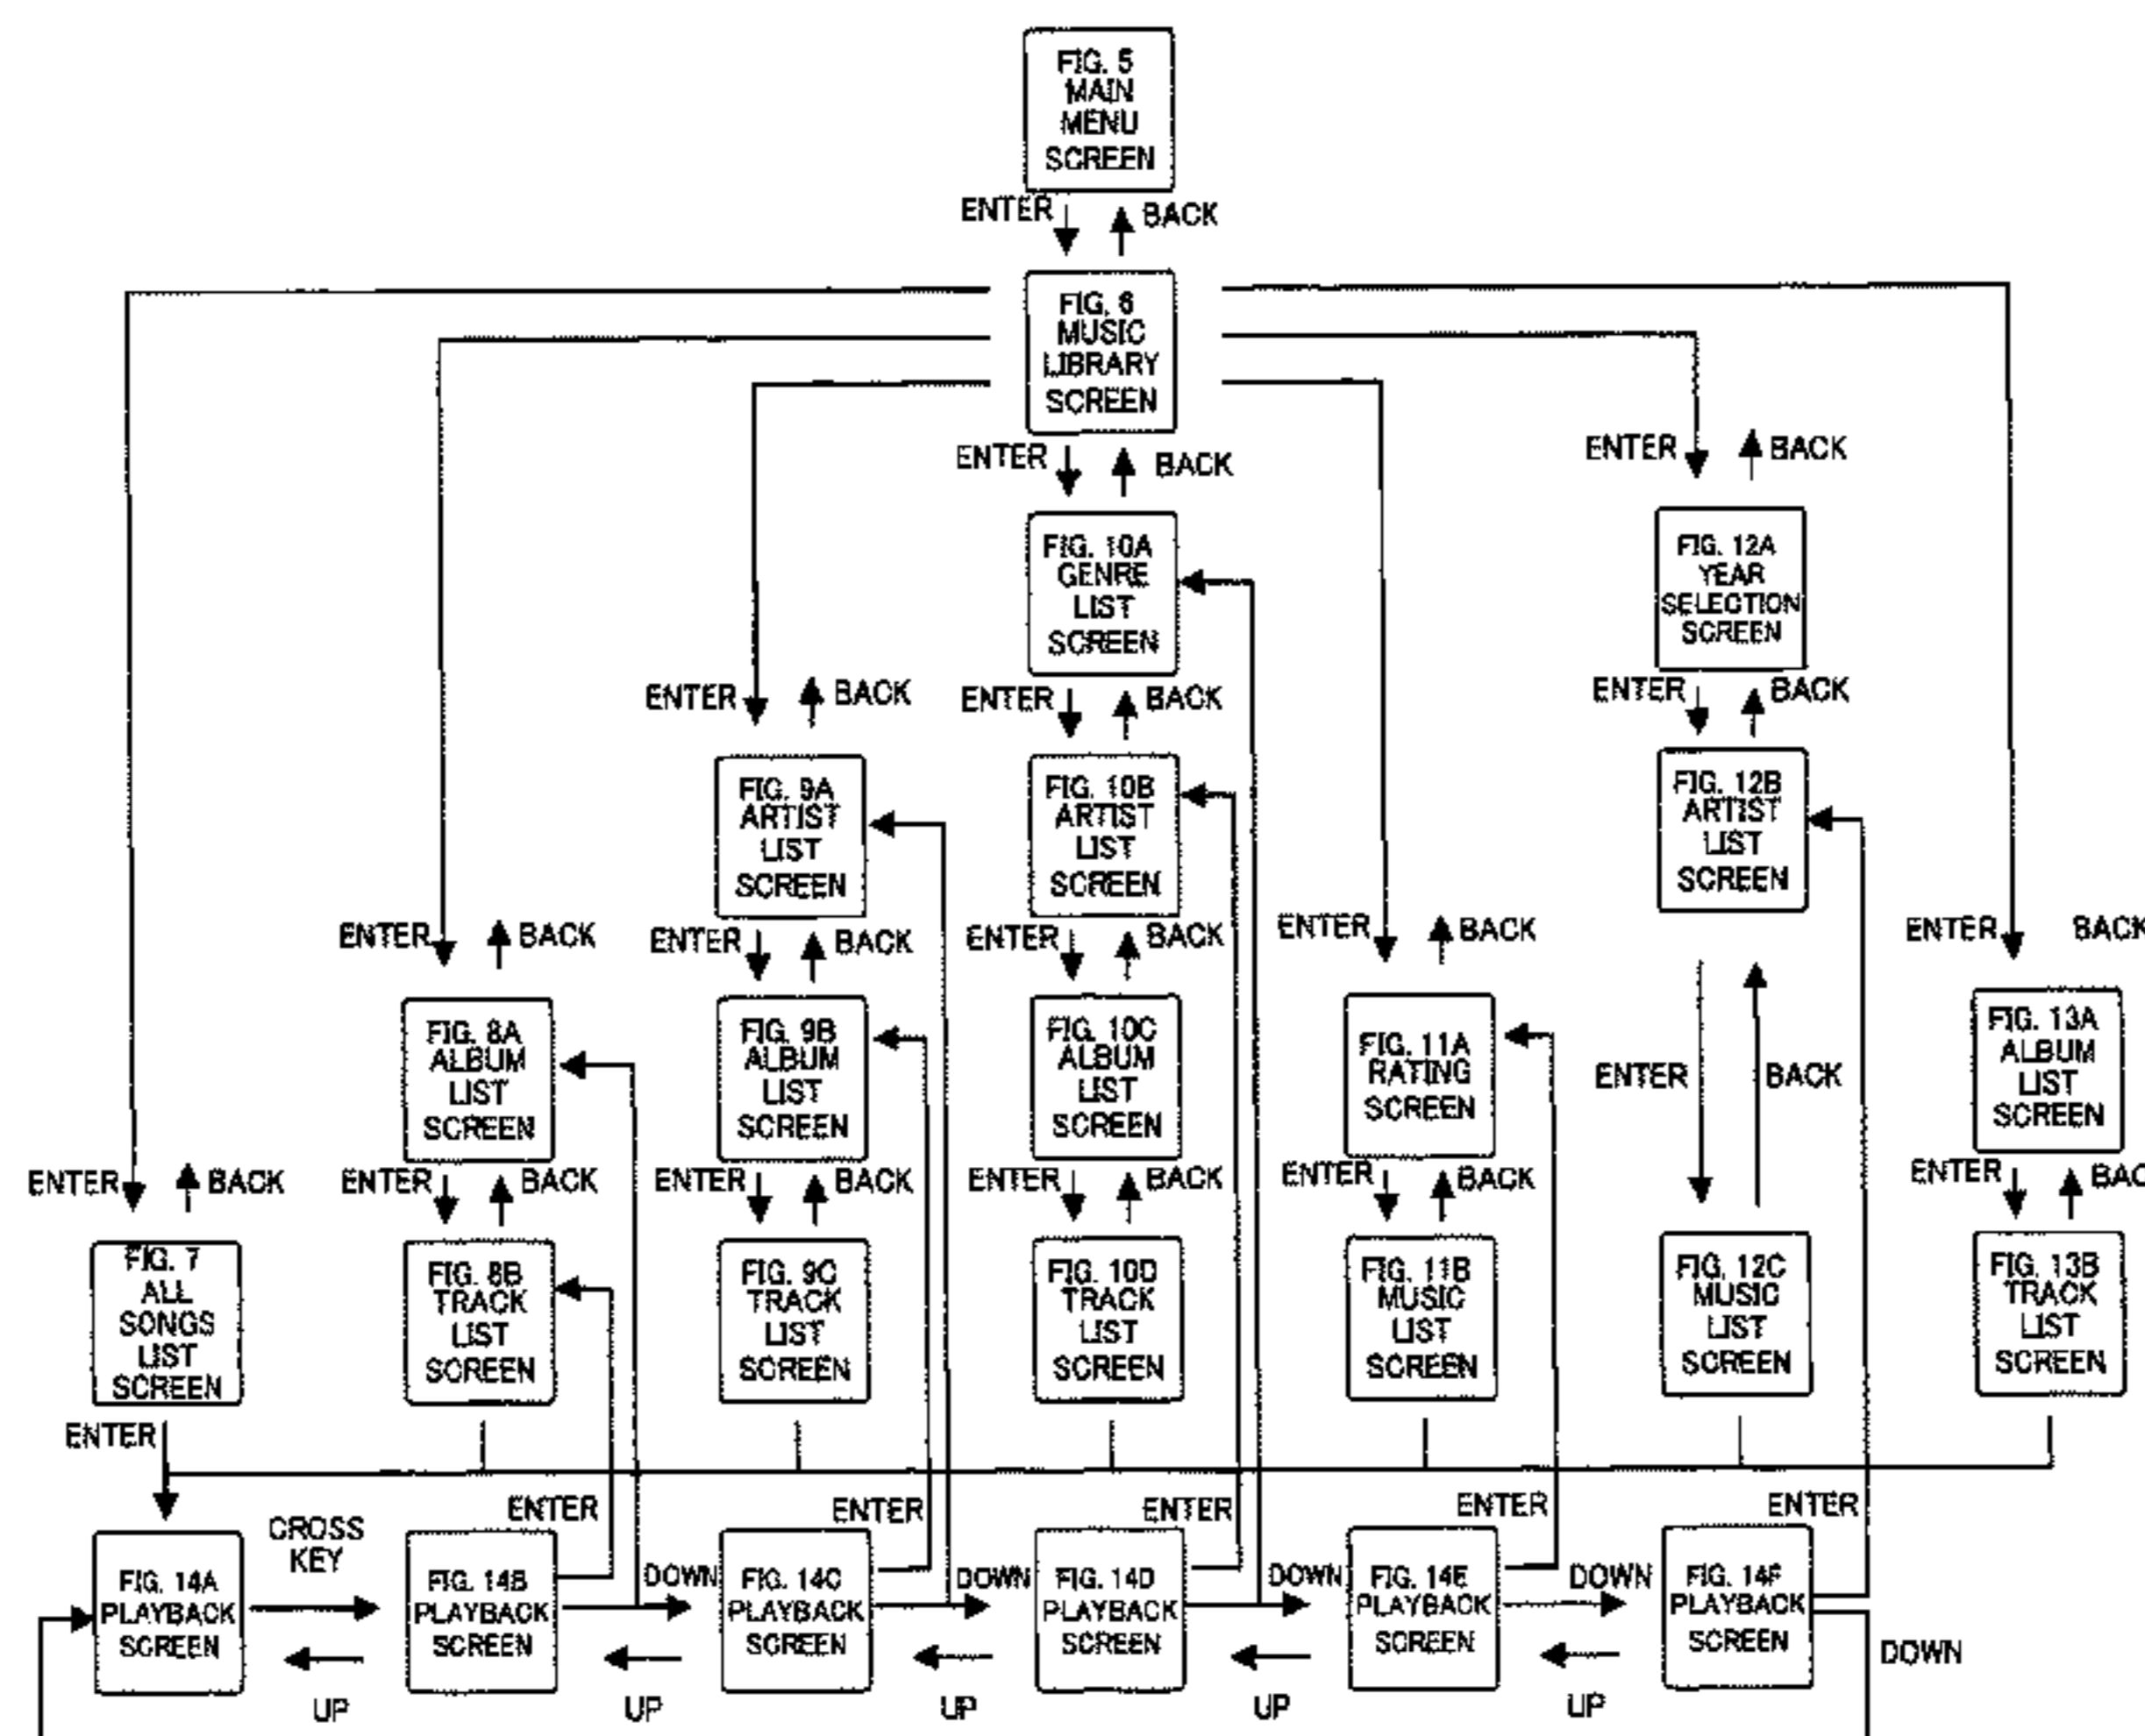 FIG. 5
MAIN
MENU
SCREEN
ENTER
BACK
FIG. 6
MUSIC
LIBRARY
SCREEN
ENTER
BACK
ENTER
BACK
FIG. 10A
GENRE
LIST
SCREEN
FIG. 12A
YEAR
SELECTION
SCREEN
ENTER
BACK
ENTER
BACK
ENTER
BACK
FIG. 9A
ARTIST
LIST
SCREEN
FIG. 10B
ARTIST
LIST
SCREEN
FIG. 12B
ARTIST
LIST
SCREEN
ENTER
BACK
ENTER
BACK
ENTER
BACK
ENTER
BACK
ENTER
BACK
FIG. 8A
ALBUM
LIST
SCREEN
FIG. 9B
ALBUM
LIST
SCREEN
FIG. 10C
ALBUM
LIST
SCREEN
FIG. 11A
RATING
SCREEN
ENTER
BACK
FIG. 13A
ALBUM
LIST
SCREEN
ENTER
BACK
ENTER
BACK
ENTER
BACK
ENTER
BACK
ENTER
BACK
ENTER
BAC
FIG. 7
ALL
SONGS
LIST
SCREEN
FIG. 8B
TRACK
LIST
SCREEN
FIG. 9C
TRACK
LIST
SCREEN
FIG. 10D
TRACK
LIST
SCREEN
FIG. 11B
MUSIC
LIST
SCREEN
FIG. 12C
MUSIC
LIST
SCREEN
FIG. 13B
TRACK
LIST
SCREEN
ENTER
CROSS
KEY
ENTER
ENTER
ENTER
ENTER
ENTER
FIG. 14A
PLAYBACK
SCREEN
FIG. 14B
PLAYBACK
SCREEN
DOWN
FIG. 14C
PLAYBACK
SCREEN
DOWN
FIG. 14D
PLAYBACK
SCREEN
DOWN
FIG. 14E
PLAYBACK
SCREEN
DOWN
FIG. 14F
PLAYBACK
SCREEN
DOWN
UP
UP
UP
UP
UP